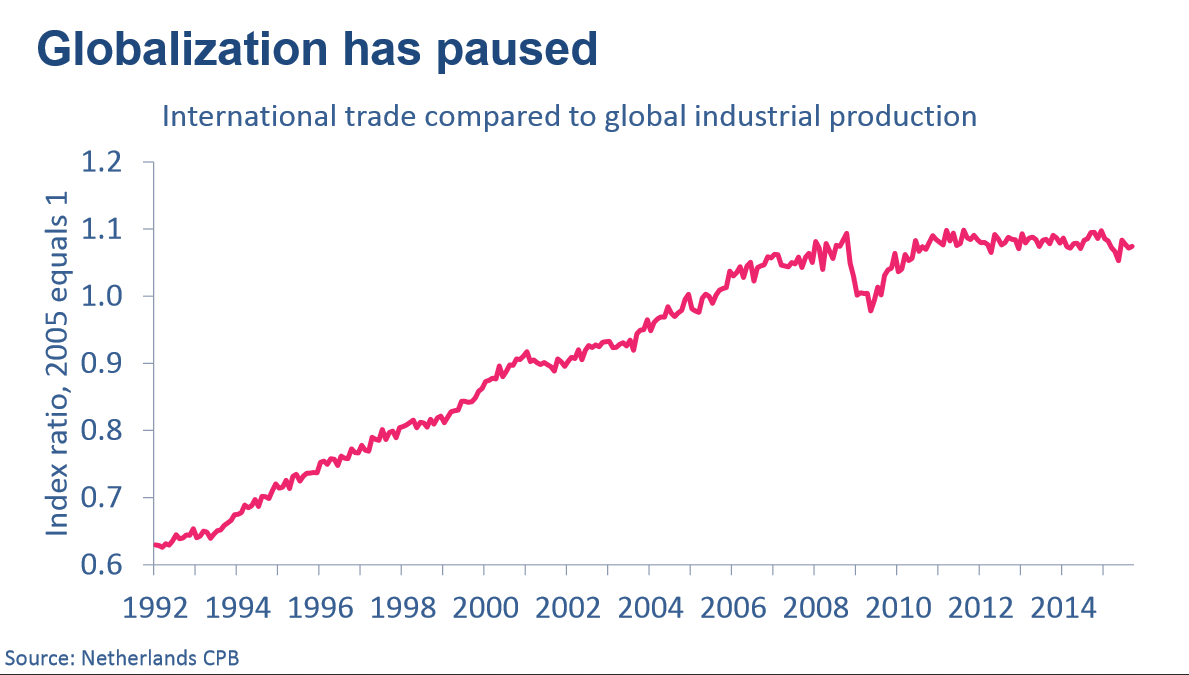 Globalization has paused
International trade compared to global industrial production
Index ratio, 2005 equals 1
1.2
1.1
1.0
0.9
0.8
0.7
0.6
1992 1994 1996 1998 2000 2002 2004 2006 2008 2010 2012 2014
Source: Netherlands CPB